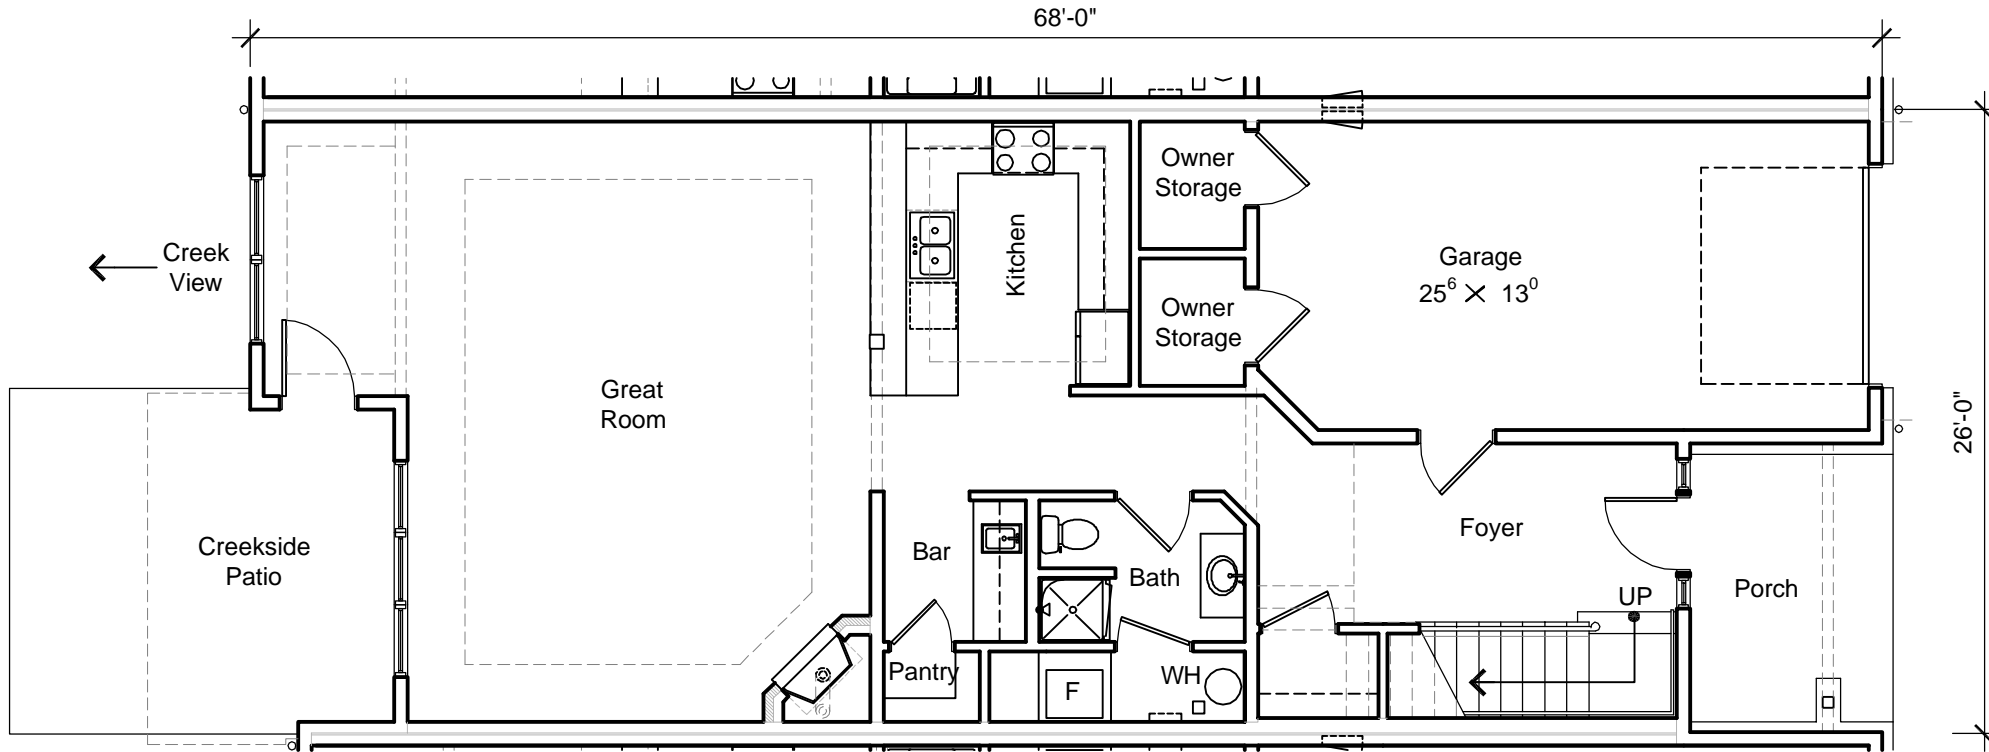 68'-0"
Owner
Storage
Creek
View
Kitchen
Garage
25⁶ X 13⁰
Owner
Storage
Great
Room
26'-0"
Creekside
Patio
Bar
Bath
Foyer
UP
Porch
Pantry
F
WH